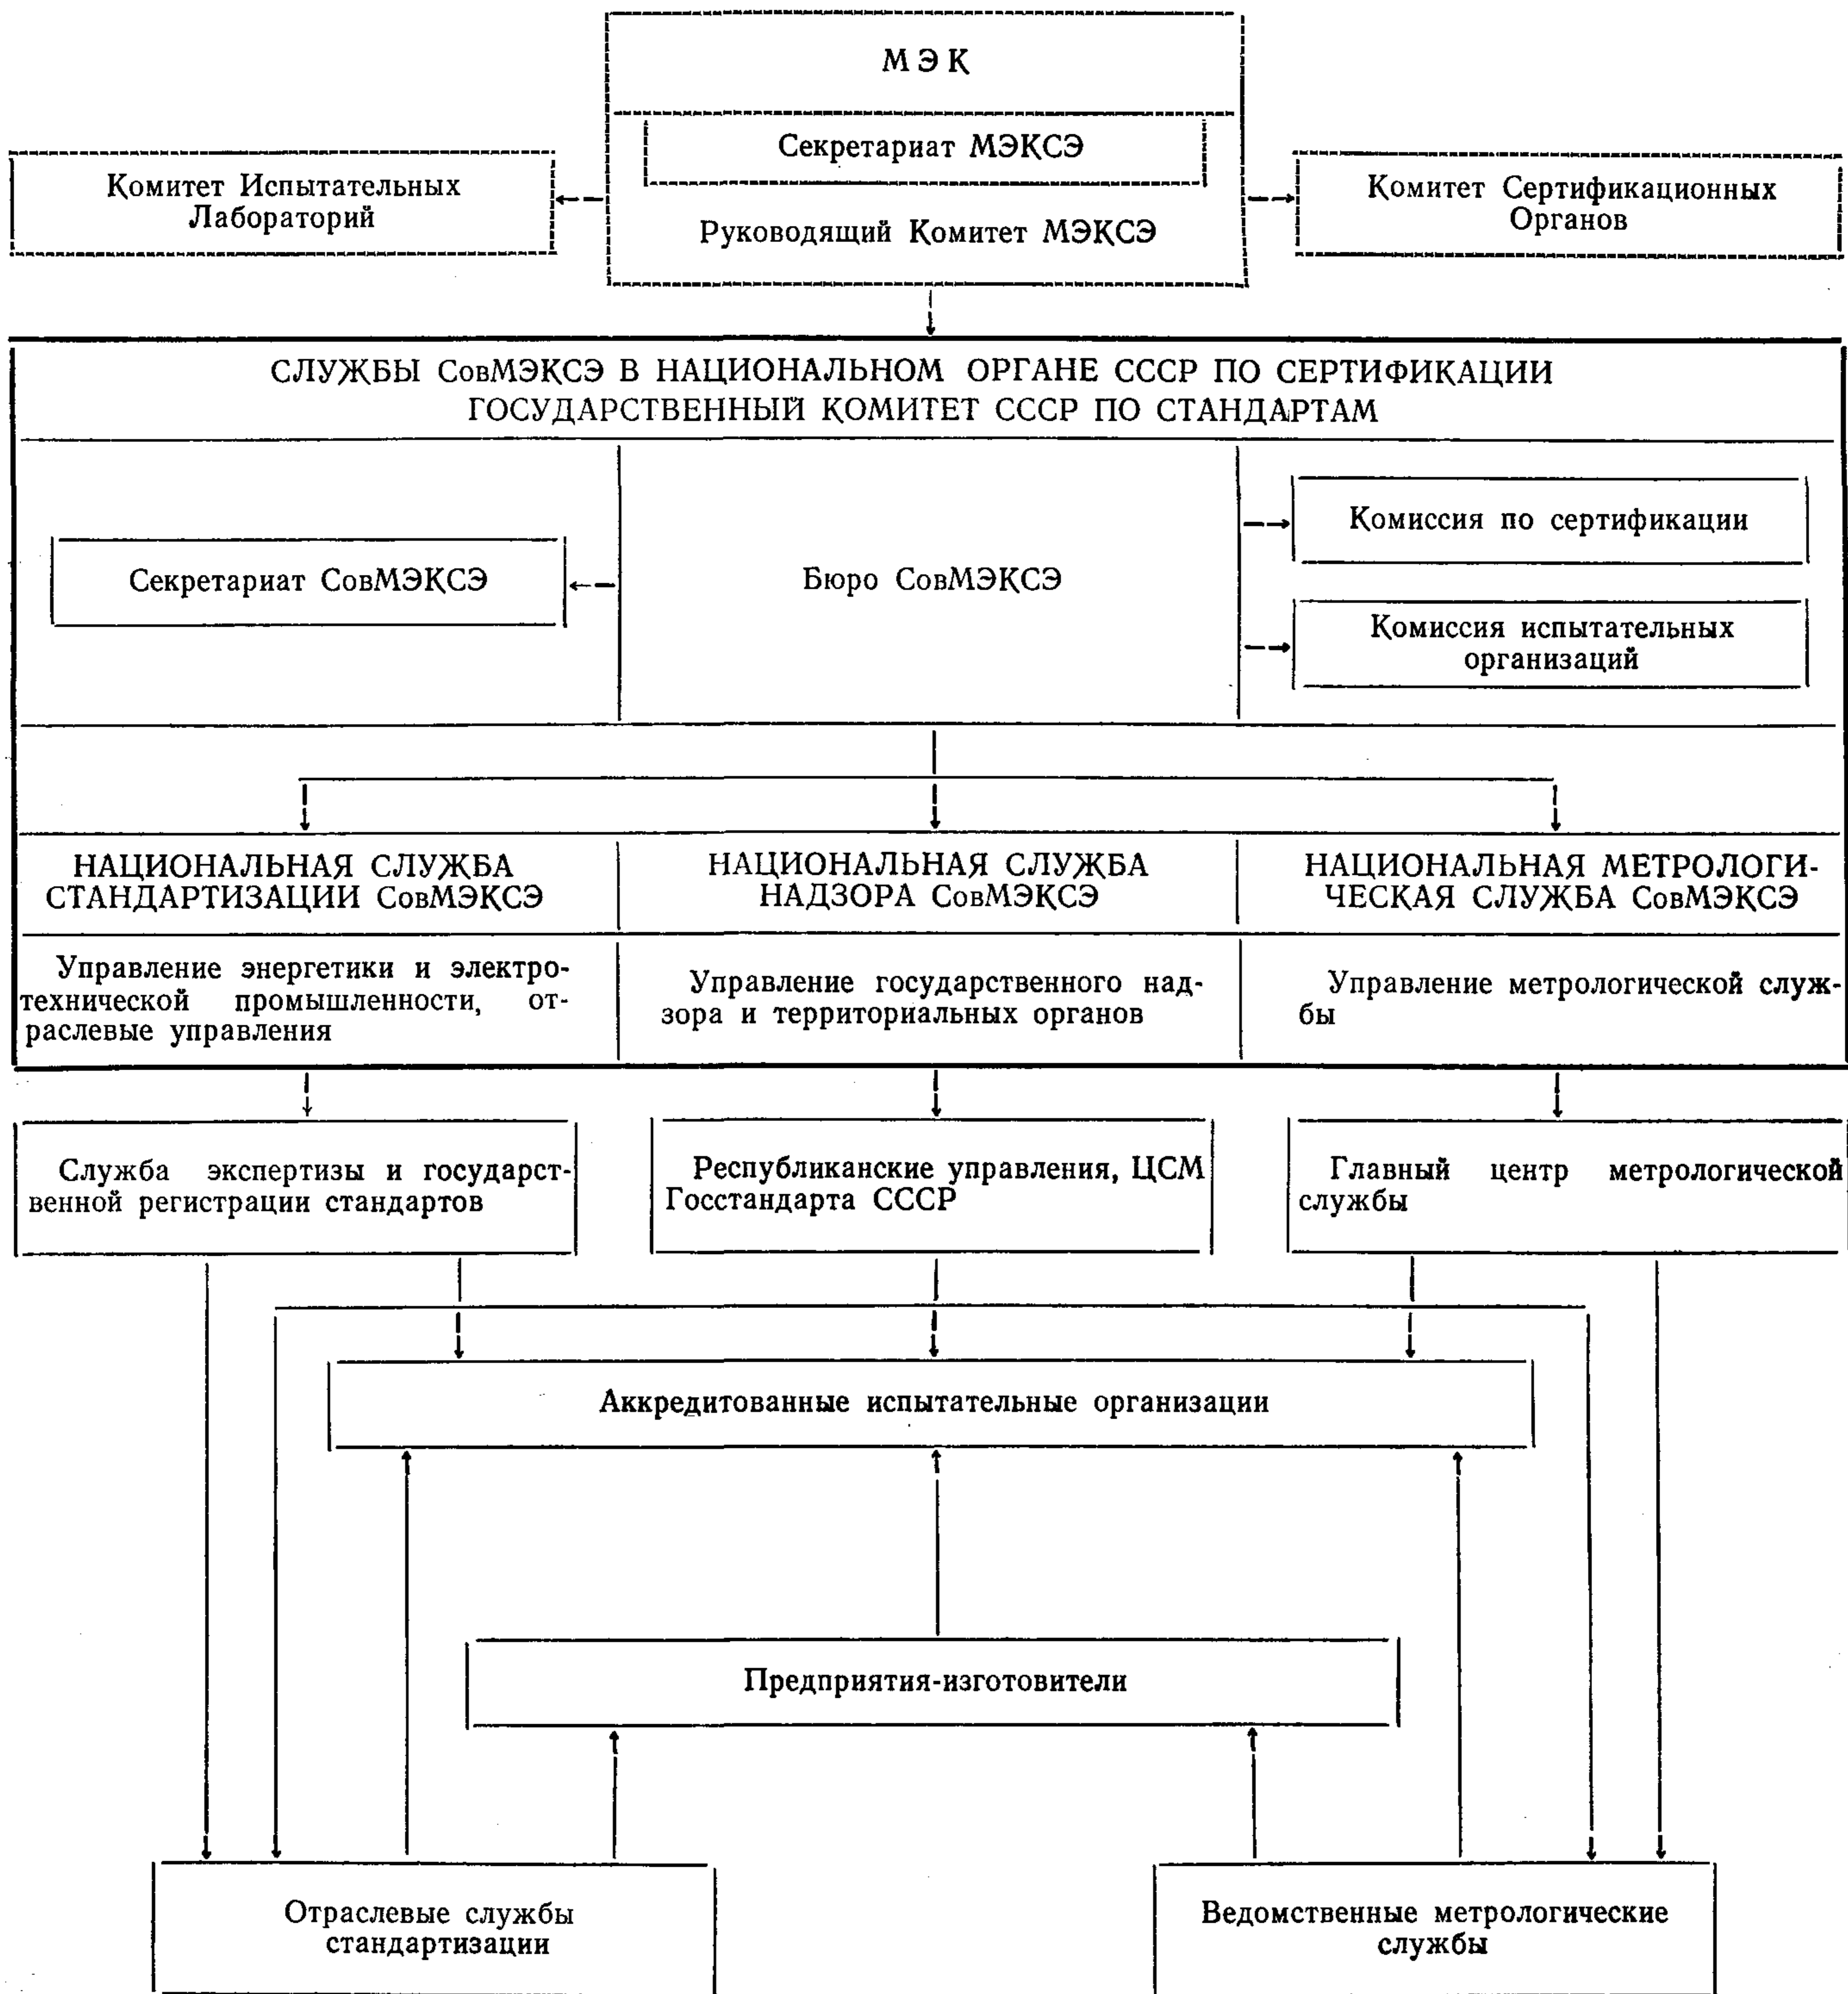 МЭК
Секретариат МЭКСЭ
Комитет Испытательных
Лабораторий
Руководящий Комитет МЭКСЭ
Комитет Сертификационных
Органов
СЛУЖБЫ СовМЭКСЭ В НАЦИОНАЛЬНОМ ОРГАНЕ СССР ПО СЕРТИФИКАЦИИ
ГОСУДАРСТВЕННЫЙ КОМИТЕТ СССР ПО СТАНДАРТАМ
Секретариат СовМЭКСЭ
Бюро СовМЭКСЭ
Комиссия по сертификации
Комиссия испытательных
организаций
НАЦИОНАЛЬНАЯ СЛУЖБА
СТАНДАРТИЗАЦИИ СовМЭКСЭ
НАЦИОНАЛЬНАЯ СЛУЖБА
НАДЗОРА СовМЭКСЭ
НАЦИОНАЛЬНАЯ МЕТРОЛОГИ-
ЧЕСКАЯ СЛУЖБА СовМЭКСЭ
Управление энергетики и электро-
технической промышленности, от-
раслевые управления
Управление государственного над-
зора и территориальных органов
Управление метрологической служ-
бы
Служба экспертизы и государст-
венной регистрации стандартов
Республиканские управления, ЦСМ
Госстандарта СССР
Главный центр метрологической
службы
Аккредитованные испытательные организации
Предприятия-изготовители
Отраслевые службы
стандартизации
Ведомственные метрологические
службы